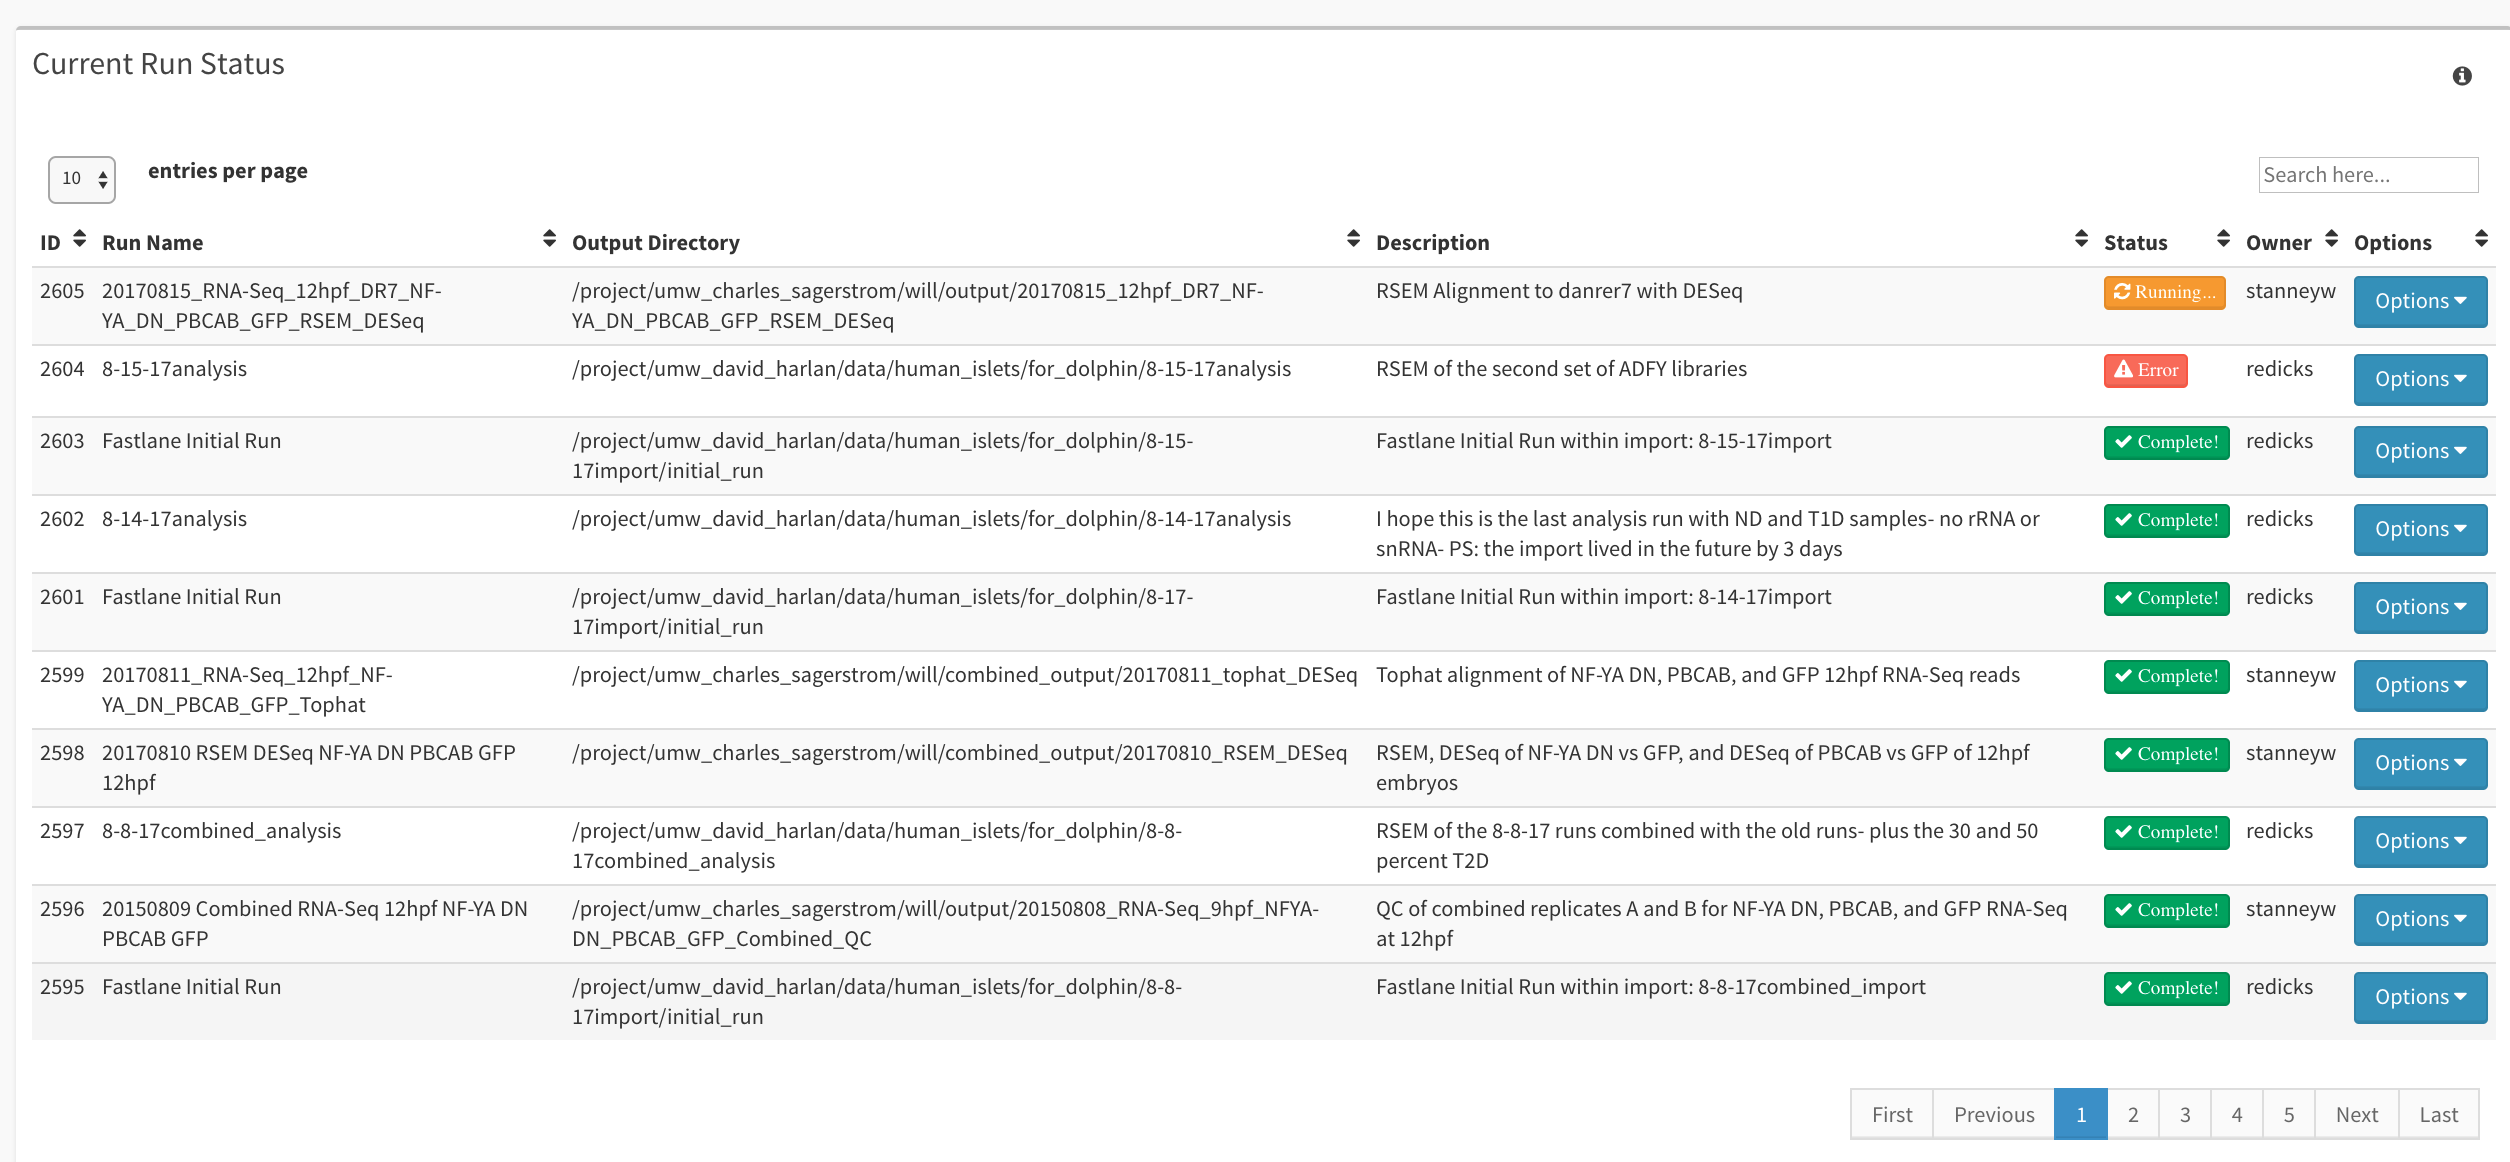 Current Run Status
10 entries per page
Search here...
ID Run Name Output Directory Description Status Owner Options
2605 20170815_RNA-Seq_12hpf_DR7_NF- /project/umw_charles_sagerstrom/will/output/20170815_12hpf_DR7_NF- RSEM Alignment to danrer7 with DESeq Running... stanneyw Options
YA_DN_PBCAB_GFP_RSEM_DESeq YA_DN_PBCAB_GFP_RSEM_DESeq
2604 8-15-17analysis /project/umw_david_harlan/data/human_islets/for_dolphin/8-15-17analysis RSEM of the second set of ADFY libraries Error redicks Options
2603 Fastlane Initial Run /project/umw_david_harlan/data/human_islets/for_dolphin/8-15- Fastlane Initial Run within import: 8-15-17import Complete! redicks Options
17import/initial_run
2602 8-14-17analysis /project/umw_david_harlan/data/human_islets/for_dolphin/8-14-17analysis I hope this is the last analysis run with ND and T1D samples- no rRNA or Complete! redicks Options
snRNA- PS: the import lived in the future by 3 days
2601 Fastlane Initial Run /project/umw_david_harlan/data/human_islets/for_dolphin/8-17- Fastlane Initial Run within import: 8-14-17import Complete! redicks Options
17import/initial_run
2599 20170811_RNA-Seq_12hpf_NF- /project/umw_charles_sagerstrom/will/combined_output/20170811_tophat_DESeq Tophat alignment of NF-YA DN, PBCAB, and GFP 12hpf RNA-Seq reads Complete! stanneyw Options
YA_DN_PBCAB_GFP_Tophat
2598 20170810 RSEM DESeq NF-YA DN PBCAB GFP /project/umw_charles_sagerstrom/will/combined_output/20170810_RSEM_DESeq RSEM, DESeq of NF-YA DN vs GFP, and DESeq of PBCAB vs GFP of 12hpf Complete! stanneyw Options
12hpf embryos
2597 8-8-17combined_analysis /project/umw_david_harlan/data/human_islets/for_dolphin/8-8- RSEM of the 8-8-17 runs combined with the old runs- plus the 30 and 50 Complete! redicks Options
17combined_analysis percent T2D
2596 20150809 Combined RNA-Seq 12hpf NF-YA DN /project/umw_charles_sagerstrom/will/output/20150808_RNA-Seq_9hpf_NFYA- QC of combined replicates A and B for NF-YA DN, PBCAB, and GFP RNA-Seq Complete! stanneyw Options
PBCAB GFP DN_PBCAB_GFP_Combined_QC at 12hpf
2595 Fastlane Initial Run /project/umw_david_harlan/data/human_islets/for_dolphin/8-8- Fastlane Initial Run within import: 8-8-17combined_import Complete! redicks Options
17import/initial_run
First Previous 1 2 3 4 5 Next Last